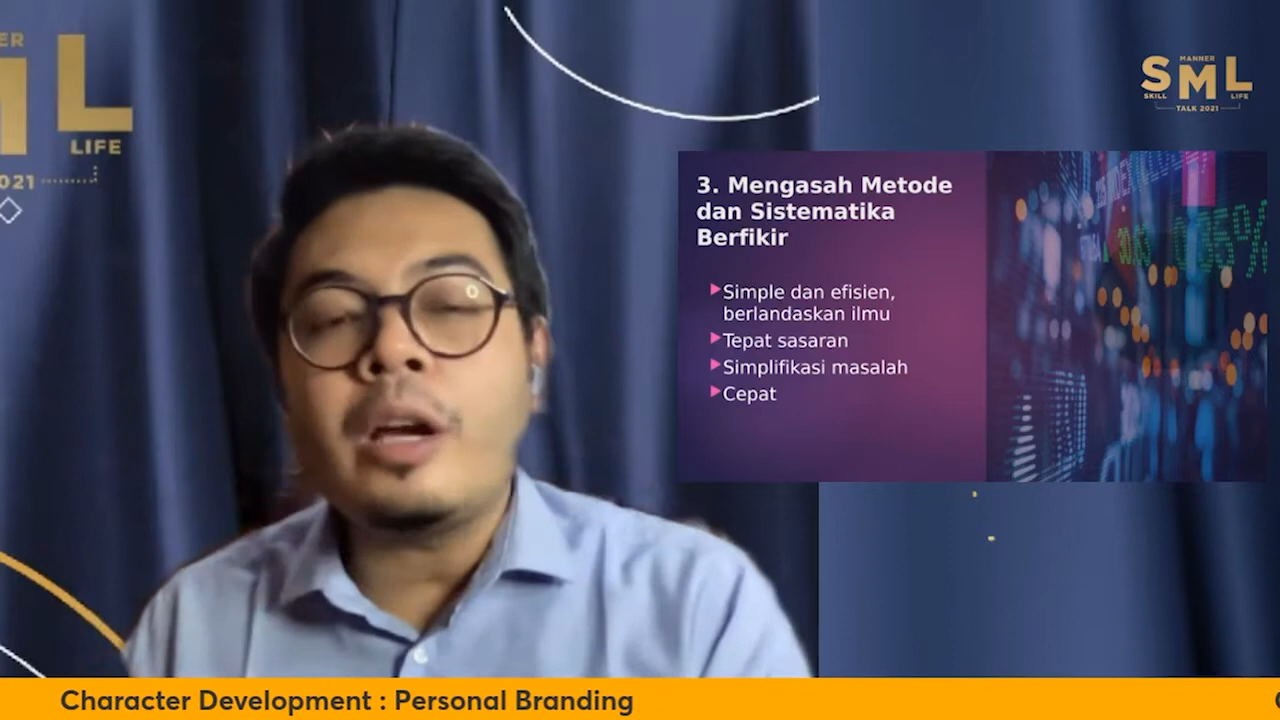 L
LIFE
021
MANNER
SML
SKILL
LIFE
TALK 2021
3. Mengasah Metode
dan Sistematika
Berfikir
Simple dan efisien,
berlandaskan ilmu
Tepat sasaran
Simplifikasi masalah
Cepat
Character Development : Personal Branding